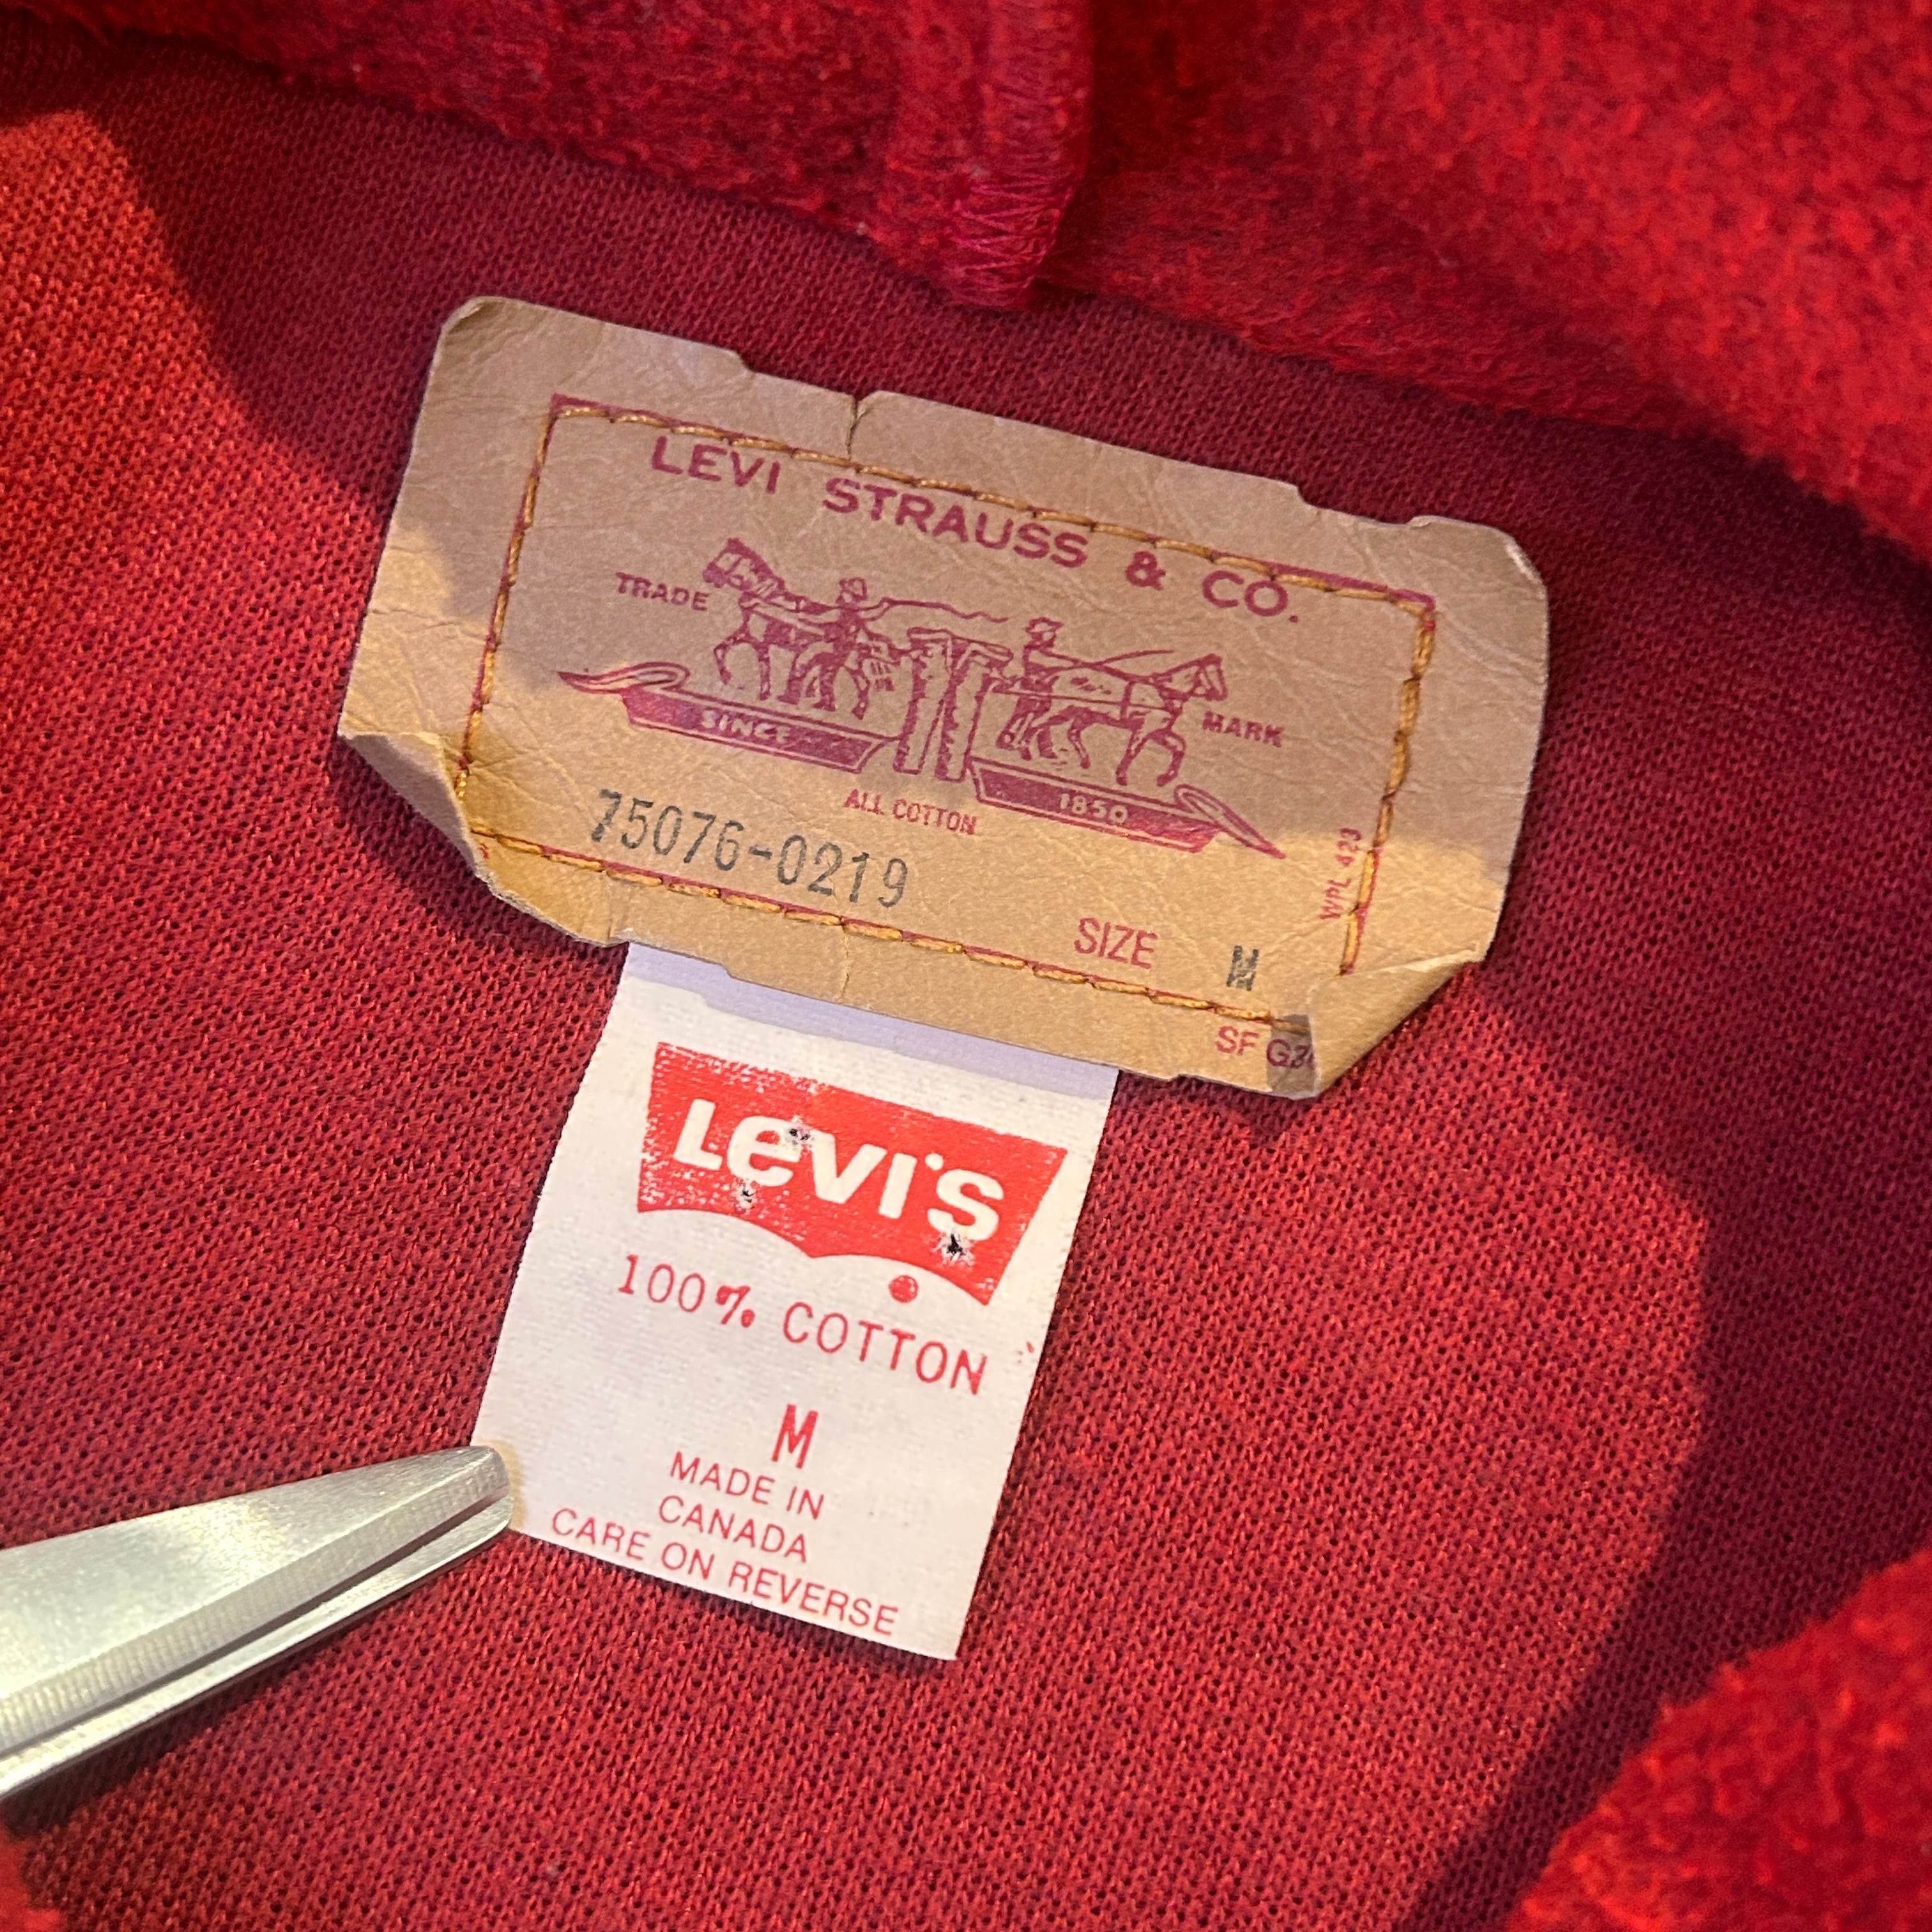 LEVI STRAUSS & CO.
TRADE MARK
SINCE 1850
ALL COTTON
75076-0219
WPL 423
SIZE M
SF
LEVI'S
100% COTTON
M
MADE IN
CANADA
CARE ON REVERSE